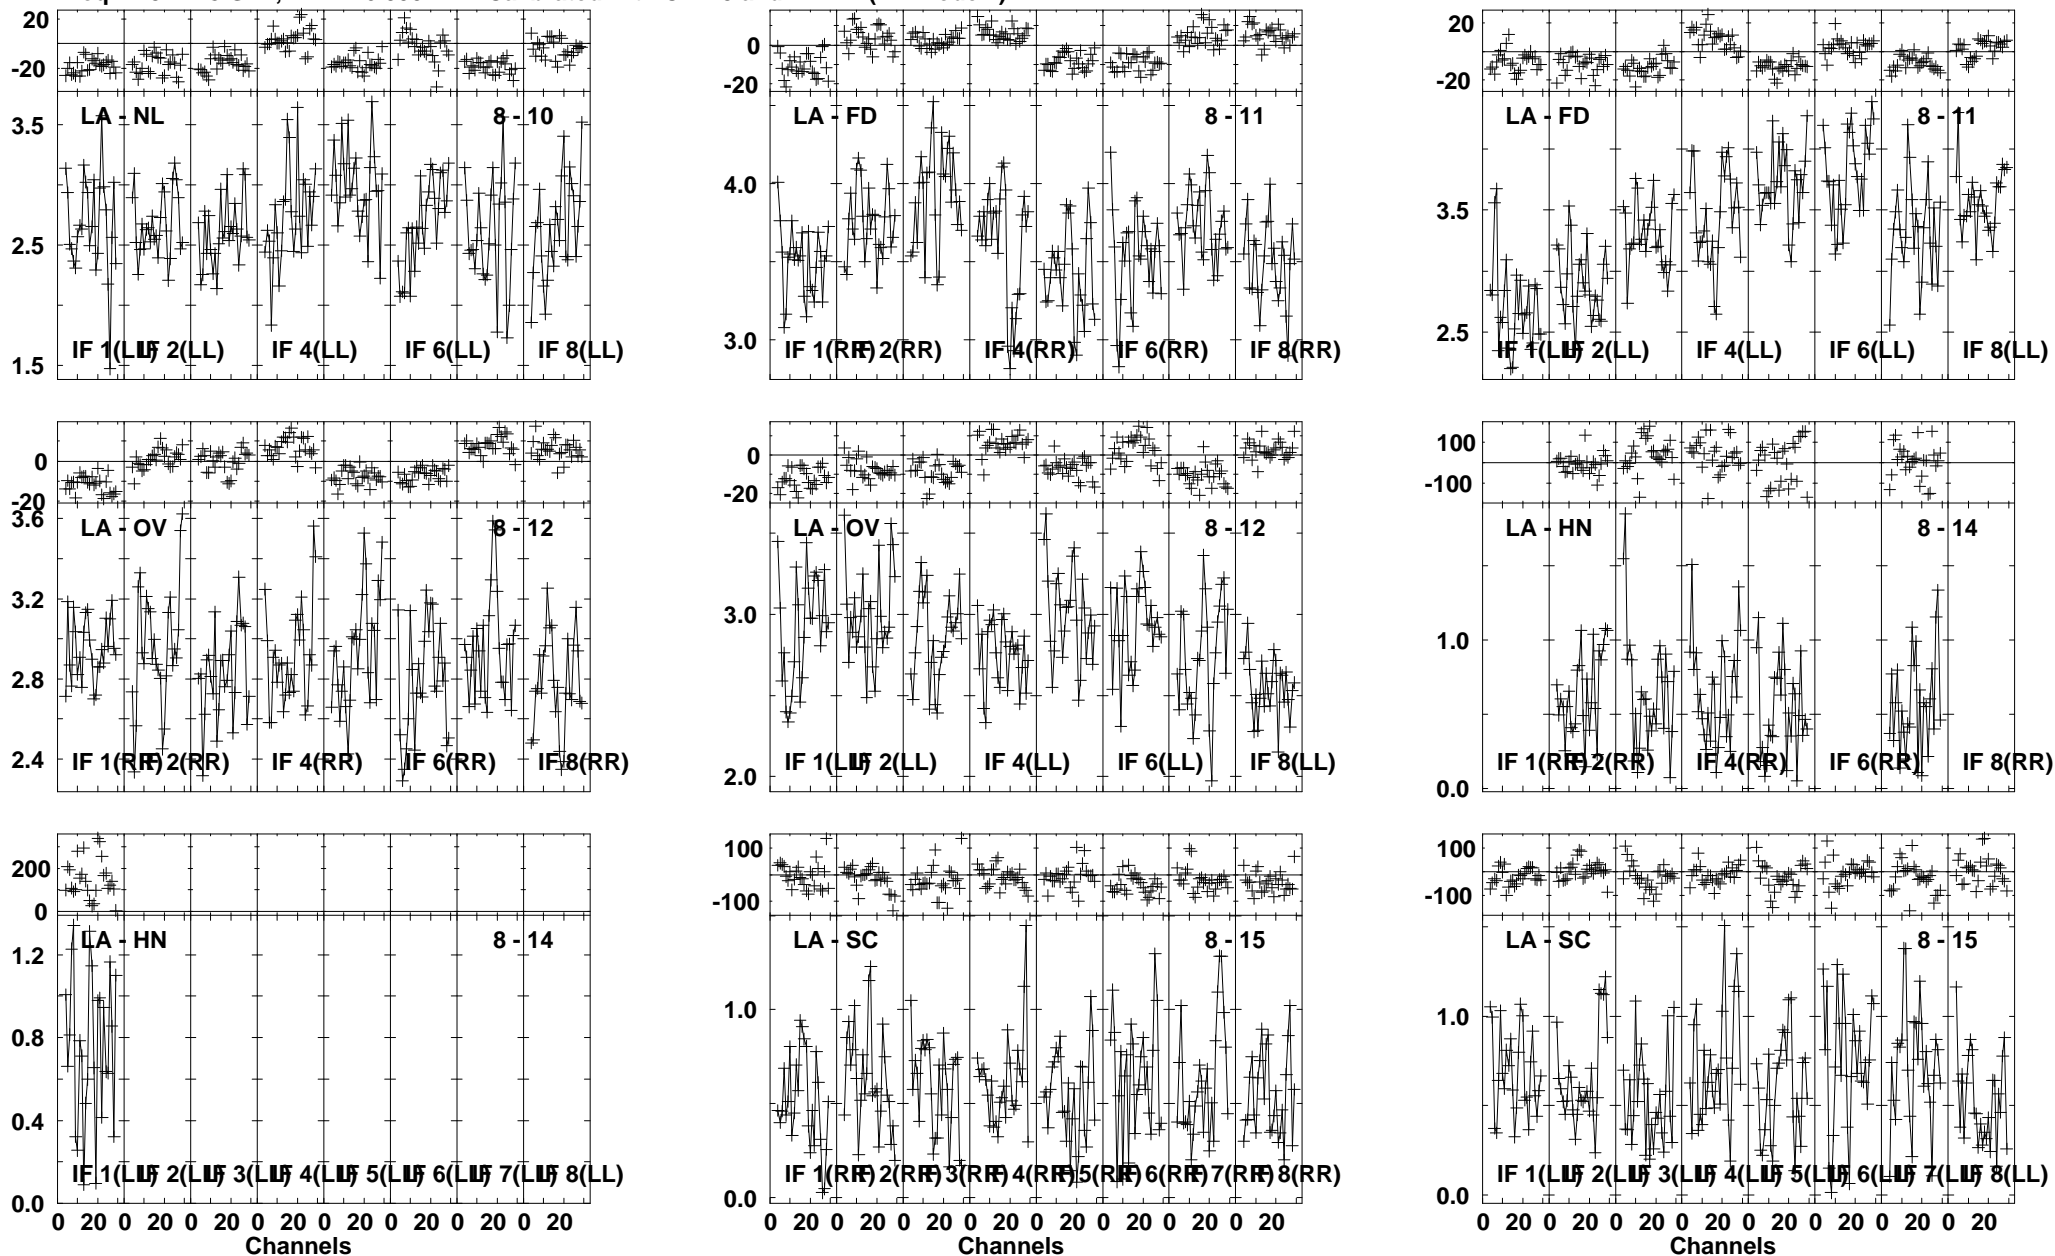 20
-20
LA - NL 8 - 10
3.5
2.5
1.5
IF 1(LL) IF 2(LL) IF 4(LL) IF 6(LL) IF 8(LL)
0
-20
LA - FD 8 - 11
4.0
3.0
IF 1(RR) IF 2(RR) IF 4(RR) IF 6(RR) IF 8(RR)
20
-20
LA - FD 8 - 11
3.5
2.5
IF 1(LL) IF 2(LL) IF 4(LL) IF 6(LL) IF 8(LL)
0
-20
3.6
LA - OV 8 - 12
3.2
2.8
2.4
IF 1(RR) IF 2(RR) IF 4(RR) IF 6(RR) IF 8(RR)
0
-20
LA - OV 8 - 12
3.0
2.0
IF 1(LL) IF 2(LL) IF 4(LL) IF 6(LL) IF 8(LL)
100
-100
LA - HN 8 - 14
1.0
0.0
IF 1(RR) IF 2(RR) IF 4(RR) IF 6(RR) IF 8(RR)
200
0
LA - HN 8 - 14
1.2
0.8
0.4
0.0
IF 1(LL) IF 2(LL) IF 3(LL) IF 4(LL) IF 5(LL) IF 6(LL) IF 7(LL) IF 8(LL)
0 20 0 20 0 20 0 20 0 20 0 20 0 20 0 20
Channels
100
-100
LA - SC 8 - 15
1.0
0.0
IF 1(RR) IF 2(RR) IF 3(RR) IF 4(RR) IF 5(RR) IF 6(RR) IF 7(RR) IF 8(RR)
0 20 0 20 0 20 0 20 0 20 0 20 0 20 0 20
Channels
100
-100
LA - SC 8 - 15
1.0
0.0
IF 1(LL) IF 2(LL) IF 3(LL) IF 4(LL) IF 5(LL) IF 6(LL) IF 7(LL) IF 8(LL)
0 20 0 20 0 20 0 20 0 20 0 20 0 20 0 20
Channels